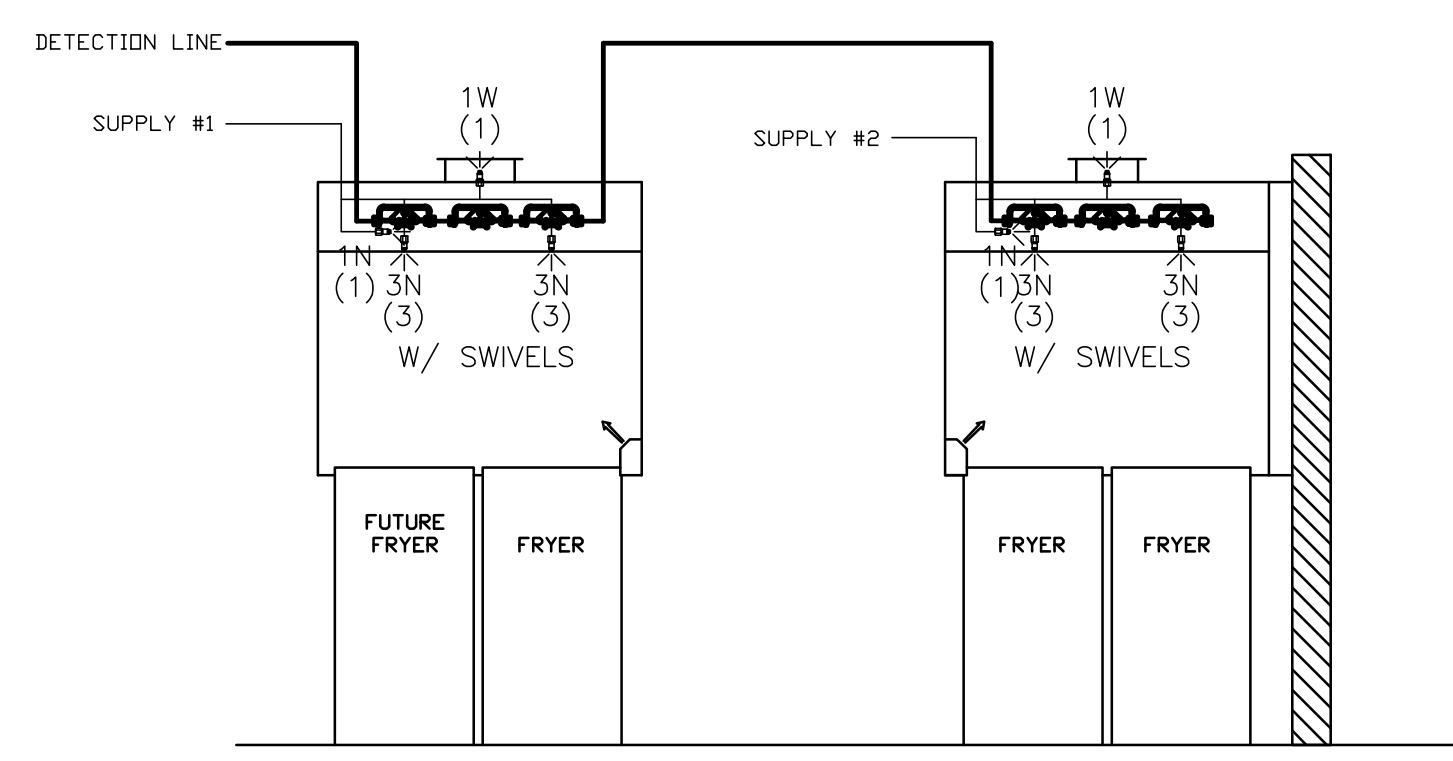 DETECTION LINE
SUPPLY #1
1W
(1)
1N
(1)
3N
(3)
3N
(3)
W/ SWIVELS
FUTURE
FRYER
FRYER
SUPPLY #2
1W
(1)
1N
(1)
3N
(3)
3N
(3)
W/ SWIVELS
FRYER
FRYER